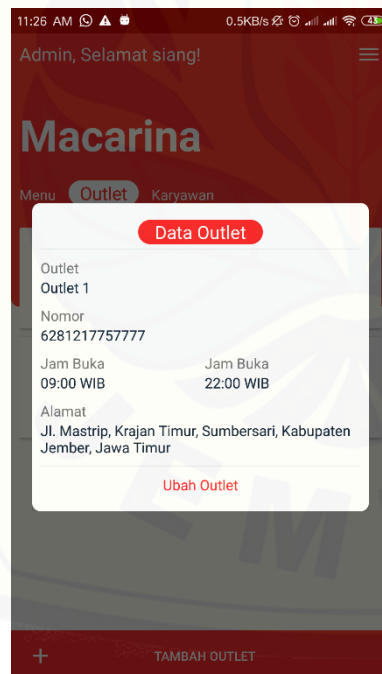 11:26 AM 0.5KB/s 43
Admin, Selamat siang!
Macarina
Menu Outlet Karyawan
Data Outlet
Outlet
Outlet 1
Nomor
6281217757777
Jam Buka Jam Buka
09:00 WIB 22:00 WIB
Alamat
Jl. Mastrip, Krajan Timur, Sumbersari, Kabupaten
Jember, Jawa Timur
Ubah Outlet
JEM
+ TAMBAH OUTLET